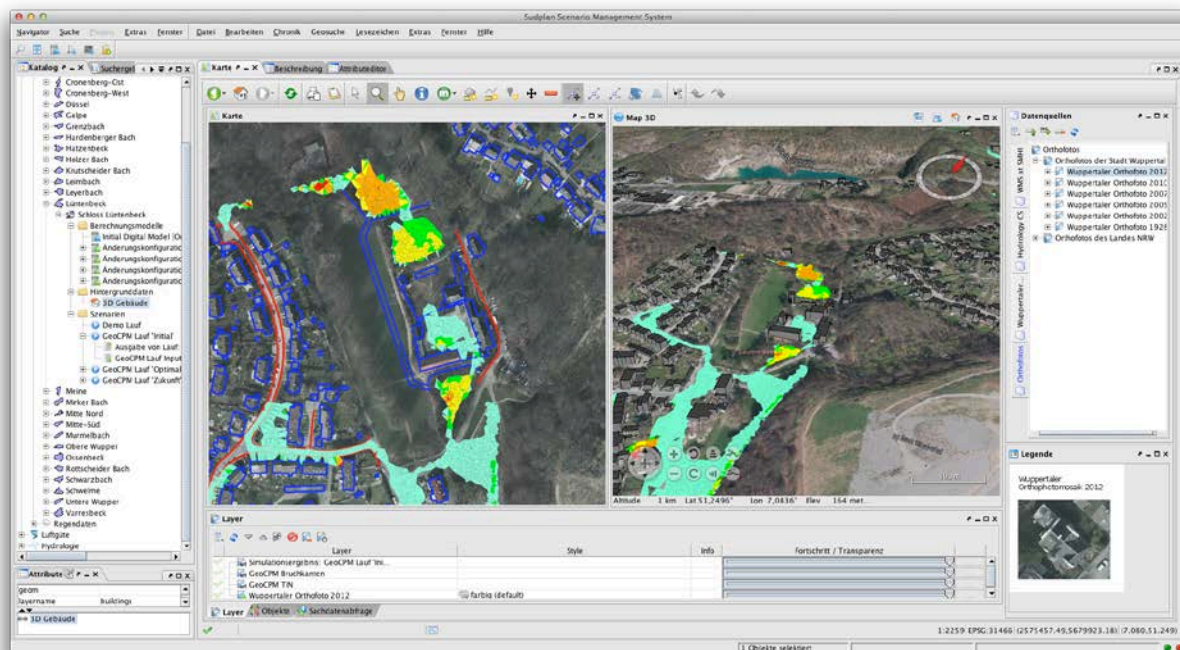 Sudplan Scenario Management System
Navigator Suche Extras Fenster Datei Bearbeiten Chronik Geosuche Lesezeichen Extras Fenster Hilfe
Katalog Suchergel
Karte Beschreibung Attributeditor
Cronenberg-Ost
Cronenberg-West
Düssel
Gelpe
Grenzbach
Hardenberger Bach
Hatzenbeck
Holzer Bach
Krutscheider Bach
Leimbach
Leyerbach
Lüntenbeck
Schloss Lüntenbeck
Berechnungsmodelle
Initial Digital Model
Änderungskonfiguratio
Änderungskonfiguratio
Änderungskonfiguratio
Änderungskonfiguratio
Hintergrunddaten
3D Gebäude
Szenarien
Demo Lauf
GeoCPM Lauf 'Initial'
Ausgabe von Lauf:
GeoCPM Lauf Input
GeoCPM Lauf 'Optimal
GeoCPM Lauf 'Zukunft'
Meine
Mirker Bach
Mitte Nord
Mitte-Süd
Murmelbach
Obere Wupper
Ossenbeck
Rottscheider Bach
Schwarzbach
Schwelme
Untere Wupper
Varresbeck
Regendaten
Luftgüte
Hydrologie
Attribute
geom
layername buildings
3D Gebäude
Karte
Map 3D
Altitude 1 km Lat 51,2496° Lon 7,0836° Elev 164 met...
Layer
Layer Style Info Fortschritt / Transparenz
Simulationsergebnis: GeoCPM Lauf 'Ini...
GeoCPM Bruchkanten
GeoCPM TIN
Wuppertaler Orthofoto 2012 farbig (default)
Layer Objekte Sachdatenabfrage
Datenquellen
WMS at SMHI
Hydrology CS
Wuppertaler...
Orthofotos
Orthofotos
Orthofotos der Stadt Wuppertal
Wuppertaler Orthofoto 2012
Wuppertaler Orthofoto 2010
Wuppertaler Orthofoto 2007
Wuppertaler Orthofoto 2005
Wuppertaler Orthofoto 2002
Wuppertaler Orthofoto 1928
Orthofotos des Landes NRW
Legende
Wuppertaler
Orthophotomosaik 2012
1:2259 EPSG:31466 (2575457.49,5679923.18) (7.080,51.249)
1 Objekte selektiert